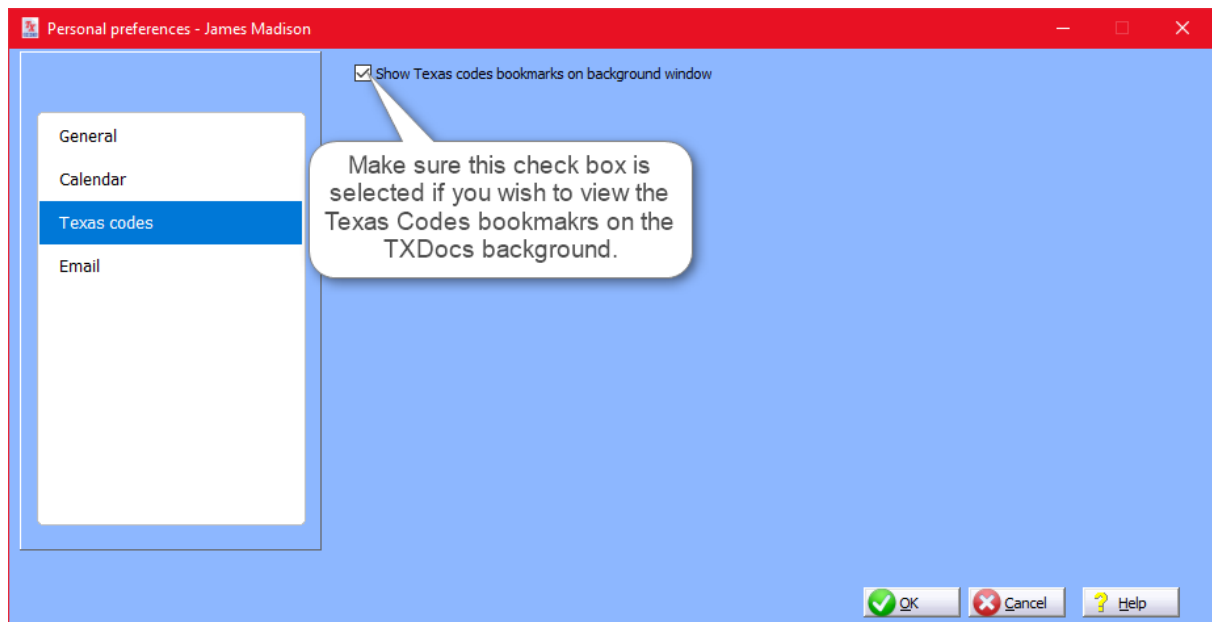 Personal preferences - James Madison
Show Texas codes bookmarks on background window
General
Calendar
Texas codes
Email
Make sure this check box is
selected if you wish to view the
Texas Codes bookmakrs on the
TXDocs background.
OK
Cancel
Help